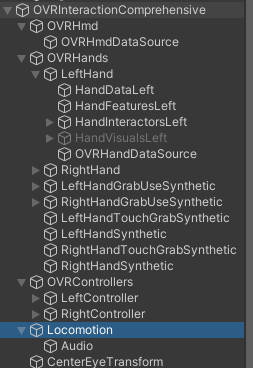 OVRInteractionComprehensive
OVRHmd
OVRHmdDataSource
OVRHands
LeftHand
HandDataLeft
HandFeaturesLeft
HandInteractorsLeft
HandVisualsLeft
OVRHandDataSource
RightHand
LeftHandGrabUseSynthetic
RightHandGrabUseSynthetic
LeftHandTouchGrabSynthetic
LeftHandSynthetic
RightHandTouchGrabSynthetic
RightHandSynthetic
OVRControllers
LeftController
RightController
Locomotion
Audio
CenterEyeTransform